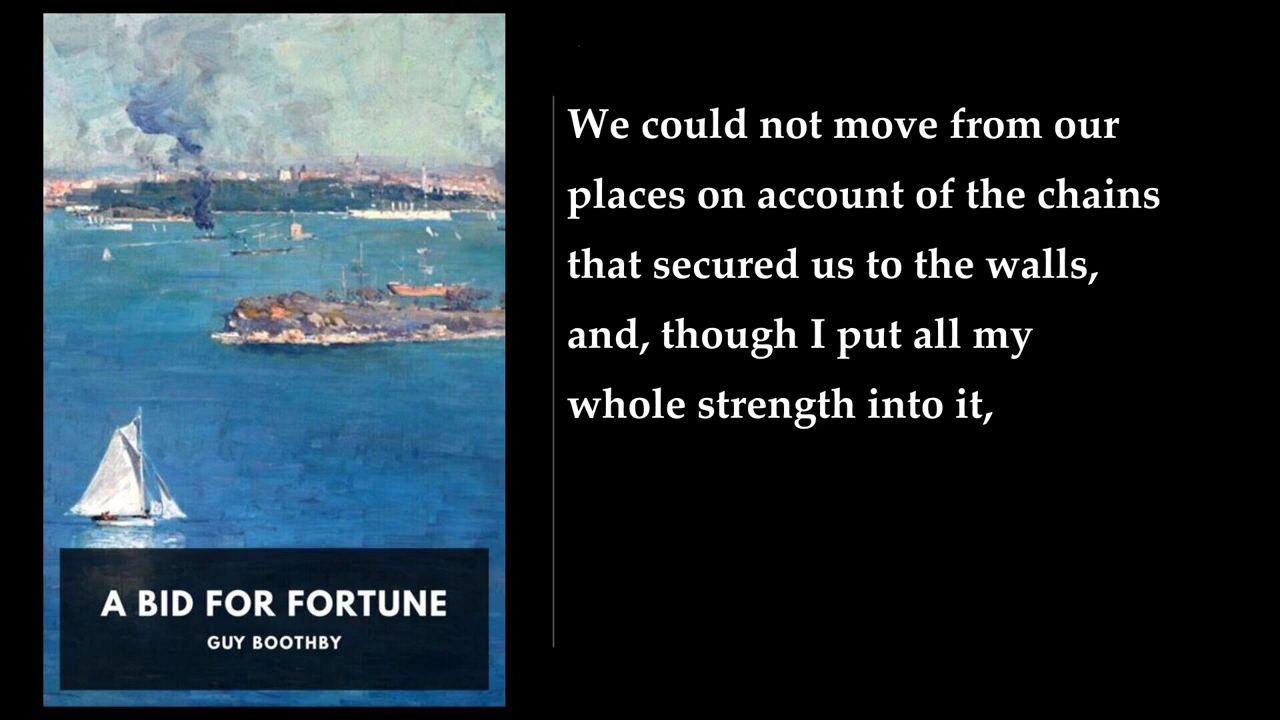 A BID FOR FORTUNE
GUY BOOTHBY
We could not move from our
places on account of the chains
that secured us to the walls,
and, though I put all my
whole strength into it,